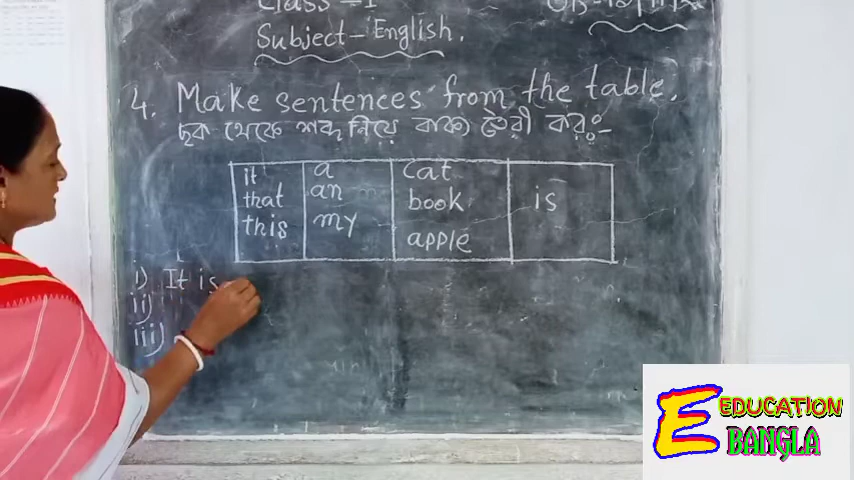 Class - I
Subject - English.
4. Make sentences from the table.
ছক থেকে শব্দ নিয়ে বাক্য তৈরী কর:-
it a cat is
that an book
this my apple
i) It is
ii)
iii)
EDUCATION
BANGLA